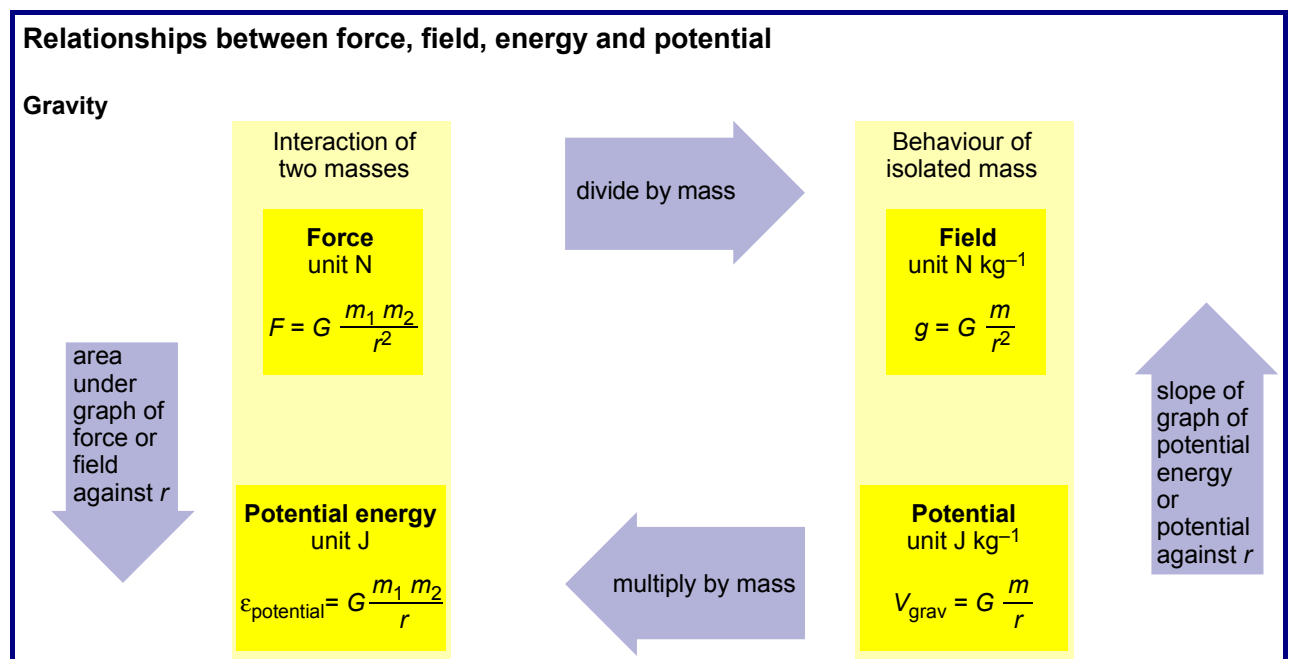 Relationships between force, field, energy and potential
Gravity
Interaction of
two masses
divide by mass
Behaviour of
isolated mass
Force
unit N
F = G m₁ m₂ / r²
Field
unit N kg⁻¹
g = G m / r²
area
under
graph of
force or
field
against r
slope of
graph of
potential
energy
or
potential
against r
Potential energy
unit J
ε_potential = G m₁ m₂ / r
multiply by mass
Potential
unit J kg⁻¹
V_grav = G m / r